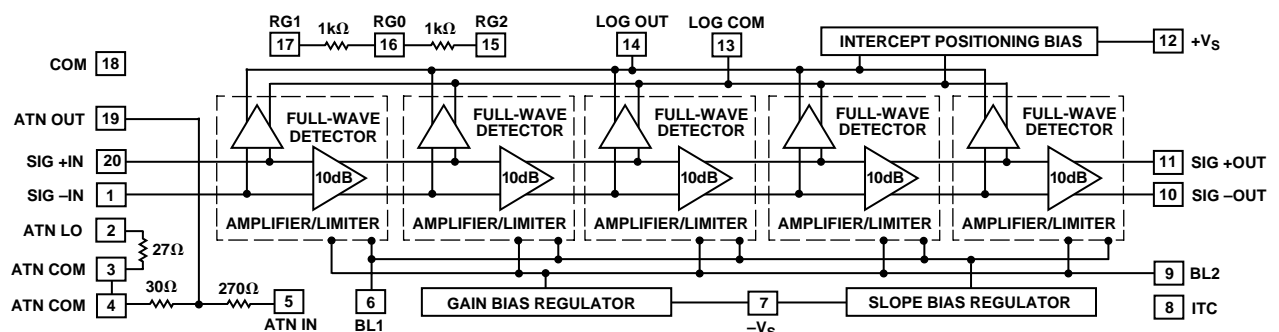 RG1 RG0 RG2 LOG OUT LOG COM
1kΩ 1kΩ
17 16 15 14 13 INTERCEPT POSITIONING BIAS 12 +VS
COM 18
ATN OUT 19
SIG +IN 20
SIG –IN 1
ATN LO 2
27Ω
ATN COM 3
ATN COM 4
30Ω 270Ω
5
ATN IN
FULL-WAVE DETECTOR
10dB
AMPLIFIER/LIMITER
FULL-WAVE DETECTOR
10dB
AMPLIFIER/LIMITER
FULL-WAVE DETECTOR
10dB
AMPLIFIER/LIMITER
FULL-WAVE DETECTOR
10dB
AMPLIFIER/LIMITER
FULL-WAVE DETECTOR
10dB
AMPLIFIER/LIMITER
11 SIG +OUT
10 SIG –OUT
9 BL2
8 ITC
6
BL1
GAIN BIAS REGULATOR 7 SLOPE BIAS REGULATOR
–VS